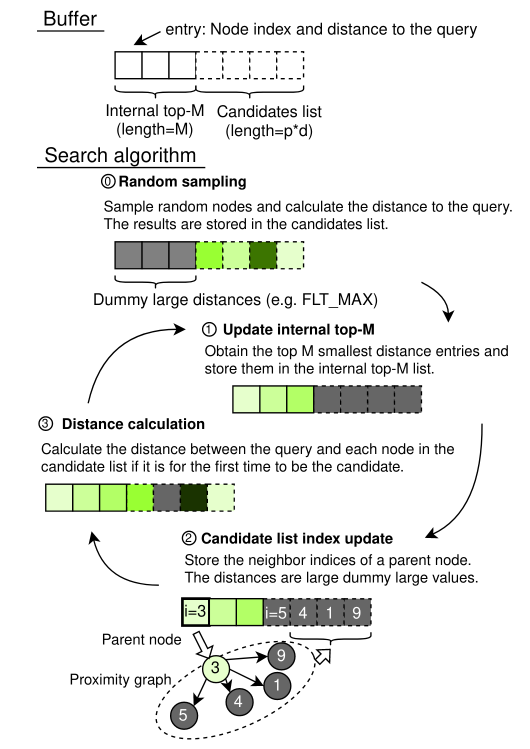 Buffer
entry: Node index and distance to the query
Internal top-M
(length=M)
Candidates list
(length=p*d)
Search algorithm
⓪ Random sampling
Sample random nodes and calculate the distance to the query.
The results are stored in the candidates list.
Dummy large distances (e.g. FLT_MAX)
① Update internal top-M
Obtain the top M smallest distance entries and
store them in the internal top-M list.
③ Distance calculation
Calculate the distance between the query and each node in the
candidate list if it is for the first time to be the candidate.
② Candidate list index update
Store the neighbor indices of a parent node.
The distances are large dummy large values.
i=3 i=5 4 1 9
Parent node
Proximity graph
3
9
1
4
5